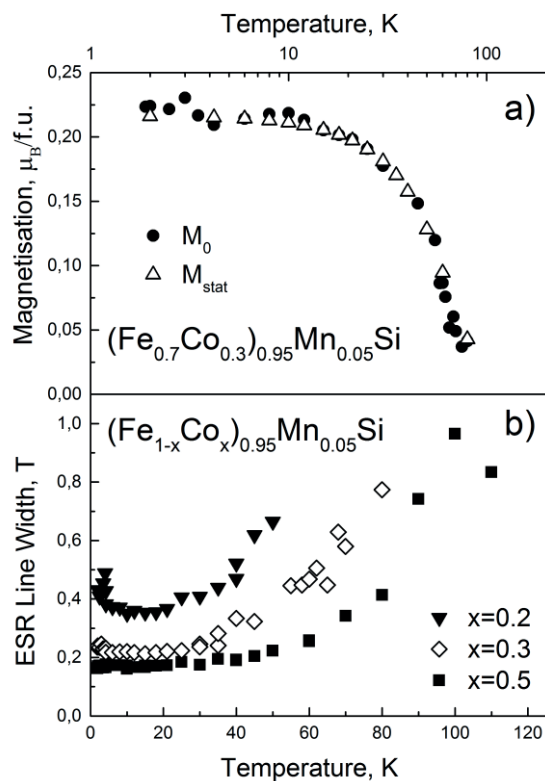 Temperature, K
1 10 100
0,25
a)
0,20
0,15
M₀
0,10
M_stat
0,05
(Fe₀.₇Co₀.₃)₀.₉₅Mn₀.₀₅Si
0,00
Magnetisation, μ_B/f.u.
1,0
(Fe₁₋ₓCoₓ)₀.₉₅Mn₀.₀₅Si
b)
0,8
0,6
0,4
x=0.2
x=0.3
0,2
x=0.5
0,0
ESR Line Width, T
0 20 40 60 80 100 120
Temperature, K